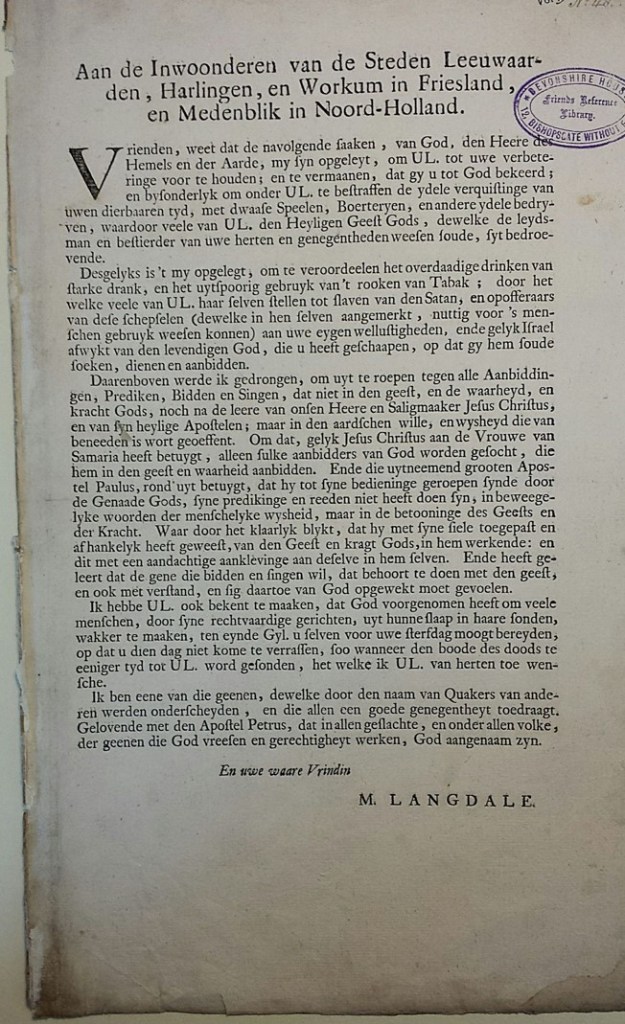 Aan de Inwoonderen van de Steden Leeuwaar-
den, Harlingen, en Workum in Friesland,
en Medenblik in Noord-Holland.
DEVONSHIRE HOUSE
Friends Reference
Library.
12, BISHOPSGATE WITHOUT
Vrienden, weet dat de navolgende ſaaken, van God, den Heere des
Hemels en der Aarde, my ſyn opgeleyt, om UL. tot uwe verbete-
ringe voor te houden; en te vermaanen, dat gy u tot God bekeerd;
en byſonderlyk om onder UL. te beſtraffen de ydele verquiſtinge van
uwen dierbaaren tyd, met dwaaſe Speelen, Boerteryen, en andere ydele bedry-
ven, waardoor veele van UL. den Heyligen Geeſt Gods, dewelke de leyds-
man en beſtierder van uwe herten en genegentheden weeſen ſoude, ſyt bedroe-
vende.
Desgelyks is't my opgelegt, om te veroordelen het overdaadige drinken van
ſtarke drank, en het uytſpoorig gebruyk van't rooken van Tabak; door het
welke veele van UL. haar ſelven ſtellen tot ſlaven van den Satan, en opofferaars
van deſe ſchepſelen (dewelke in hen ſelven aangemerkt, nuttig voor 's men-
ſchen gebruyk weeſen konnen) aan uwe eygen welluſtigheden, ende gelyk Iſrael
afwykt van den levendigen God, die u heeft geſchaapen, op dat gy hem ſoude
ſoeken, dienen en aanbidden.
Daarenboven werde ik gedrongen, om uyt te roepen tegen alle Aanbiddin-
gen, Prediken, Bidden en Singen, dat niet in den geeſt, en de waarheyd, en
kracht Gods, noch na de leere van onſen Heere en Saligmaaker Jeſus Chriſtus,
en van ſyn heylige Apoſtelen; maar in den aardſchen wille, en wysheyd die van
beneeden is wort geoeffent. Om dat, gelyk Jeſus Chriſtus aan de Vrouwe van
Samaria heeft betuygt, alleen ſulke aanbidders van God worden geſocht, die
hem in den geeſt en waarheid aanbidden. Ende die uytneemend grooten Apos-
tel Paulus, rond uyt betuygt, dat hy tot ſyne bedieninge geroepen ſynde door
de Genaade Gods, ſyne predikinge en reeden niet heeft doen ſyn, in beweege-
lyke woorden der menſchelyke wysheid, maar in de betooninge des Geeſts en
der Kracht. Waar door het klaarlyk blykt, dat hy met ſyne ſiele toegepaſt en
afhankelyk heeft geweeſt, van den Geeſt en kragt Gods, in hem werkende: en
dit met een aandachtige aanklevinge aan deſelve in hem ſelven. Ende heeft ge-
leert dat de gene die bidden en ſingen wil, dat behoort te doen met den geeſt,
en ook met verſtand, en ſig daartoe van God opgewekt moet gevoelen.
Ik hebbe UL. ook bekent te maaken, dat God voorgenomen heeft om veele
menſchen, door ſyne rechtvaardige gerichten, uyt hunne ſlaap in haare ſonden,
wakker te maaken, ten eynde Gyl. u ſelven voor uwe ſterfdag moogt bereyden,
op dat u dien dag niet kome te verraſſen, ſoo wanneer den boode des doods te
eeniger tyd tot UL. word geſonden, het welke ik UL. van herten toe wen-
ſche.
Ik ben eene van die geenen, dewelke door den naam van Quakers van ande-
ren werden onderſcheyden, en die allen een goede genegentheyt toedraagt.
Gelovende met den Apoſtel Petrus, dat in allen geſlachte, en onder allen volke,
der geenen die God vreeſen en gerechtigheyt werken, God aangenaam zyn.
En uwe waare Vrindin
M. LANGDALE.